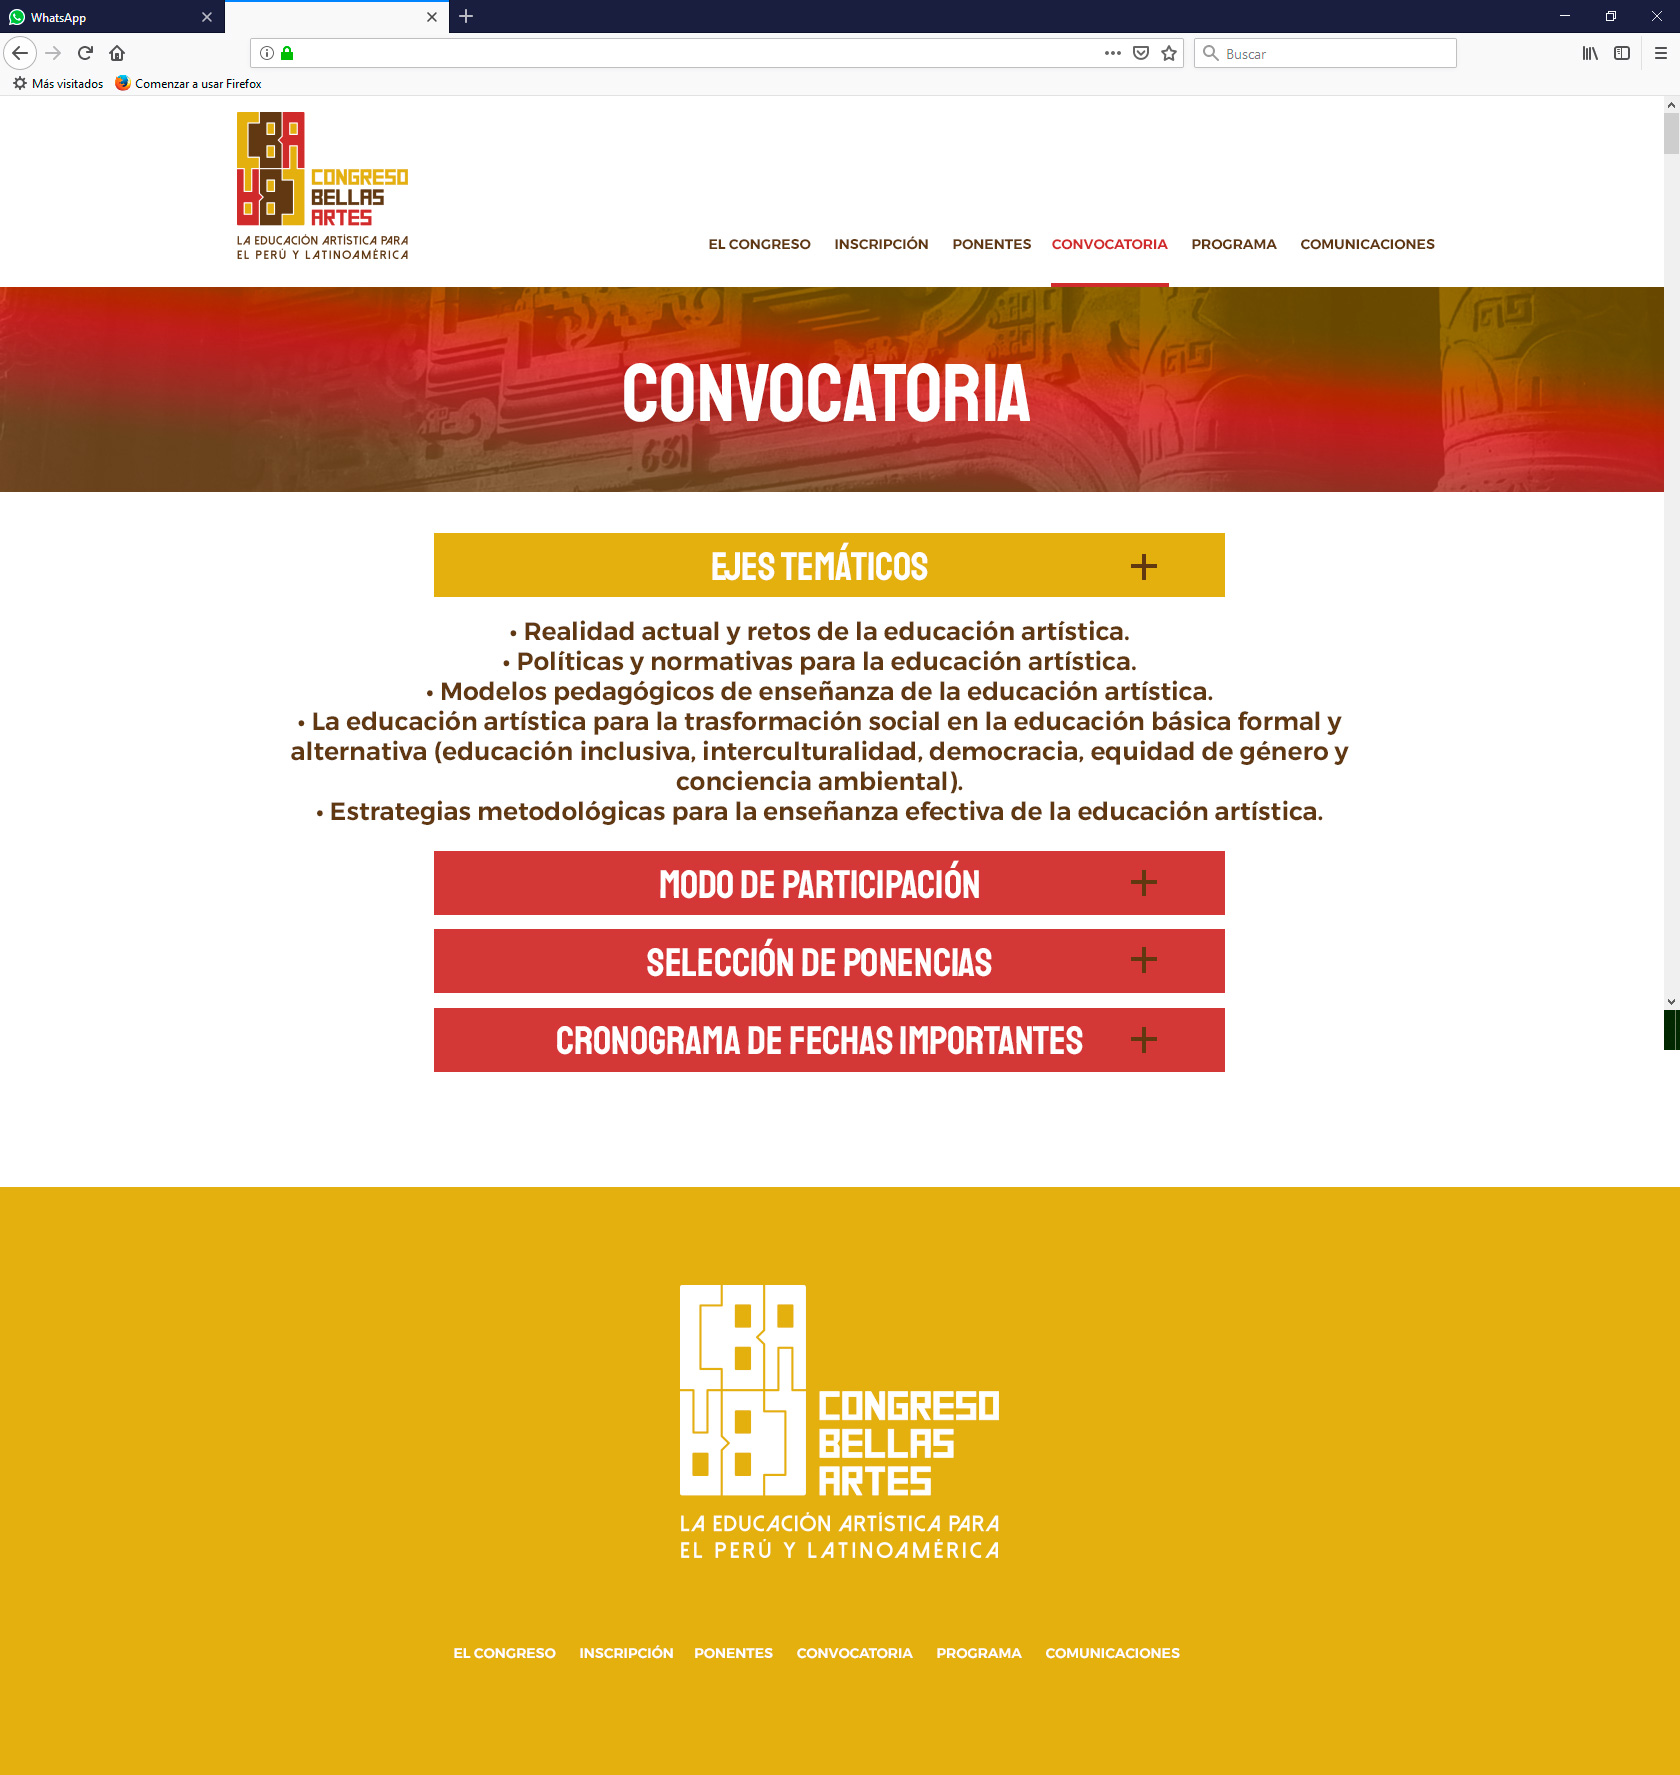 WhatsApp
Buscar
Más visitados
Comenzar a usar Firefox
CBA
CONGRESO
BELLAS
ARTES
LA EDUCACIÓN ARTÍSTICA PARA
EL PERÚ Y LATINOAMÉRICA
EL CONGRESO INSCRIPCIÓN PONENTES CONVOCATORIA PROGRAMA COMUNICACIONES
CONVOCATORIA
681
EJES TEMÁTICOS
• Realidad actual y retos de la educación artística.
• Políticas y normativas para la educación artística.
• Modelos pedagógicos de enseñanza de la educación artística.
• La educación artística para la trasformación social en la educación básica formal y
alternativa (educación inclusiva, interculturalidad, democracia, equidad de género y
conciencia ambiental).
• Estrategias metodológicas para la enseñanza efectiva de la educación artística.
MODO DE PARTICIPACIÓN
SELECCIÓN DE PONENCIAS
CRONOGRAMA DE FECHAS IMPORTANTES
CBA
CONGRESO
BELLAS
ARTES
LA EDUCACIÓN ARTÍSTICA PARA
EL PERÚ Y LATINOAMÉRICA
EL CONGRESO INSCRIPCIÓN PONENTES CONVOCATORIA PROGRAMA COMUNICACIONES